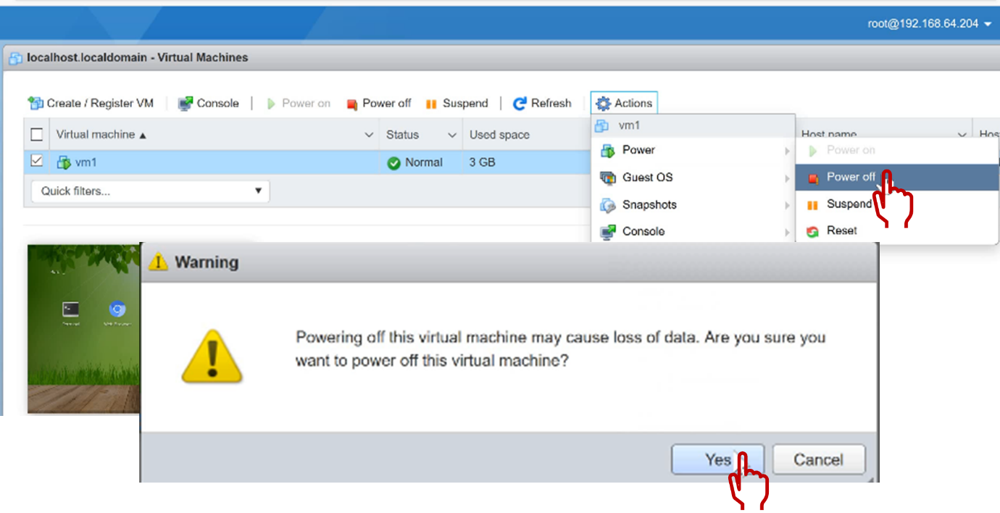 root@192.168.64.204
localhost.localdomain - Virtual Machines
Create / Register VM Console Power on Power off Suspend Refresh Actions
Virtual machine ▲ Status Used space Host name
vm1 Normal 3 GB
Quick filters...
vm1
Power
Guest OS
Snapshots
Console
Power on
Power off
Suspend
Reset
Warning
Powering off this virtual machine may cause loss of data. Are you sure you
want to power off this virtual machine?
Yes Cancel